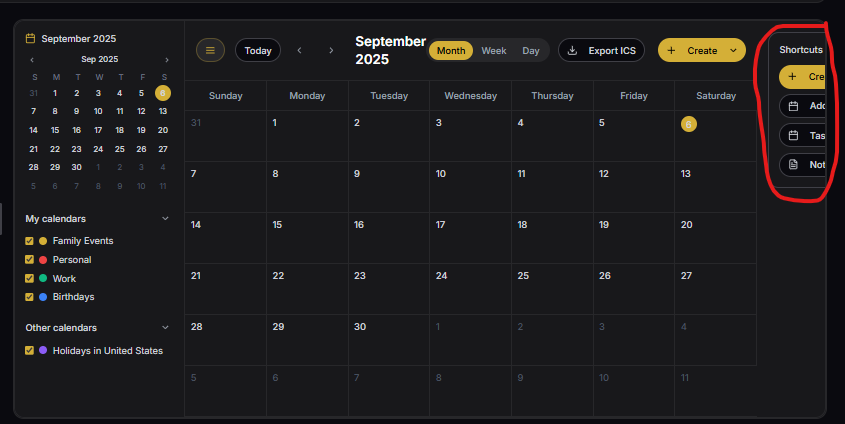 September 2025
Sep 2025
S M T W T F S
31 1 2 3 4 5 6
7 8 9 10 11 12 13
14 15 16 17 18 19 20
21 22 23 24 25 26 27
28 29 30 1 2 3 4
5 6 7 8 9 10 11
My calendars
Family Events
Personal
Work
Birthdays
Other calendars
Holidays in United States
Today
September
2025
Month Week Day
Export ICS
Create
Sunday Monday Tuesday Wednesday Thursday Friday Saturday
31 1 2 3 4 5 6
7 8 9 10 11 12 13
14 15 16 17 18 19 20
21 22 23 24 25 26 27
28 29 30 1 2 3 4
5 6 7 8 9 10 11
Shortcuts
Cre
Add
Tas
Not